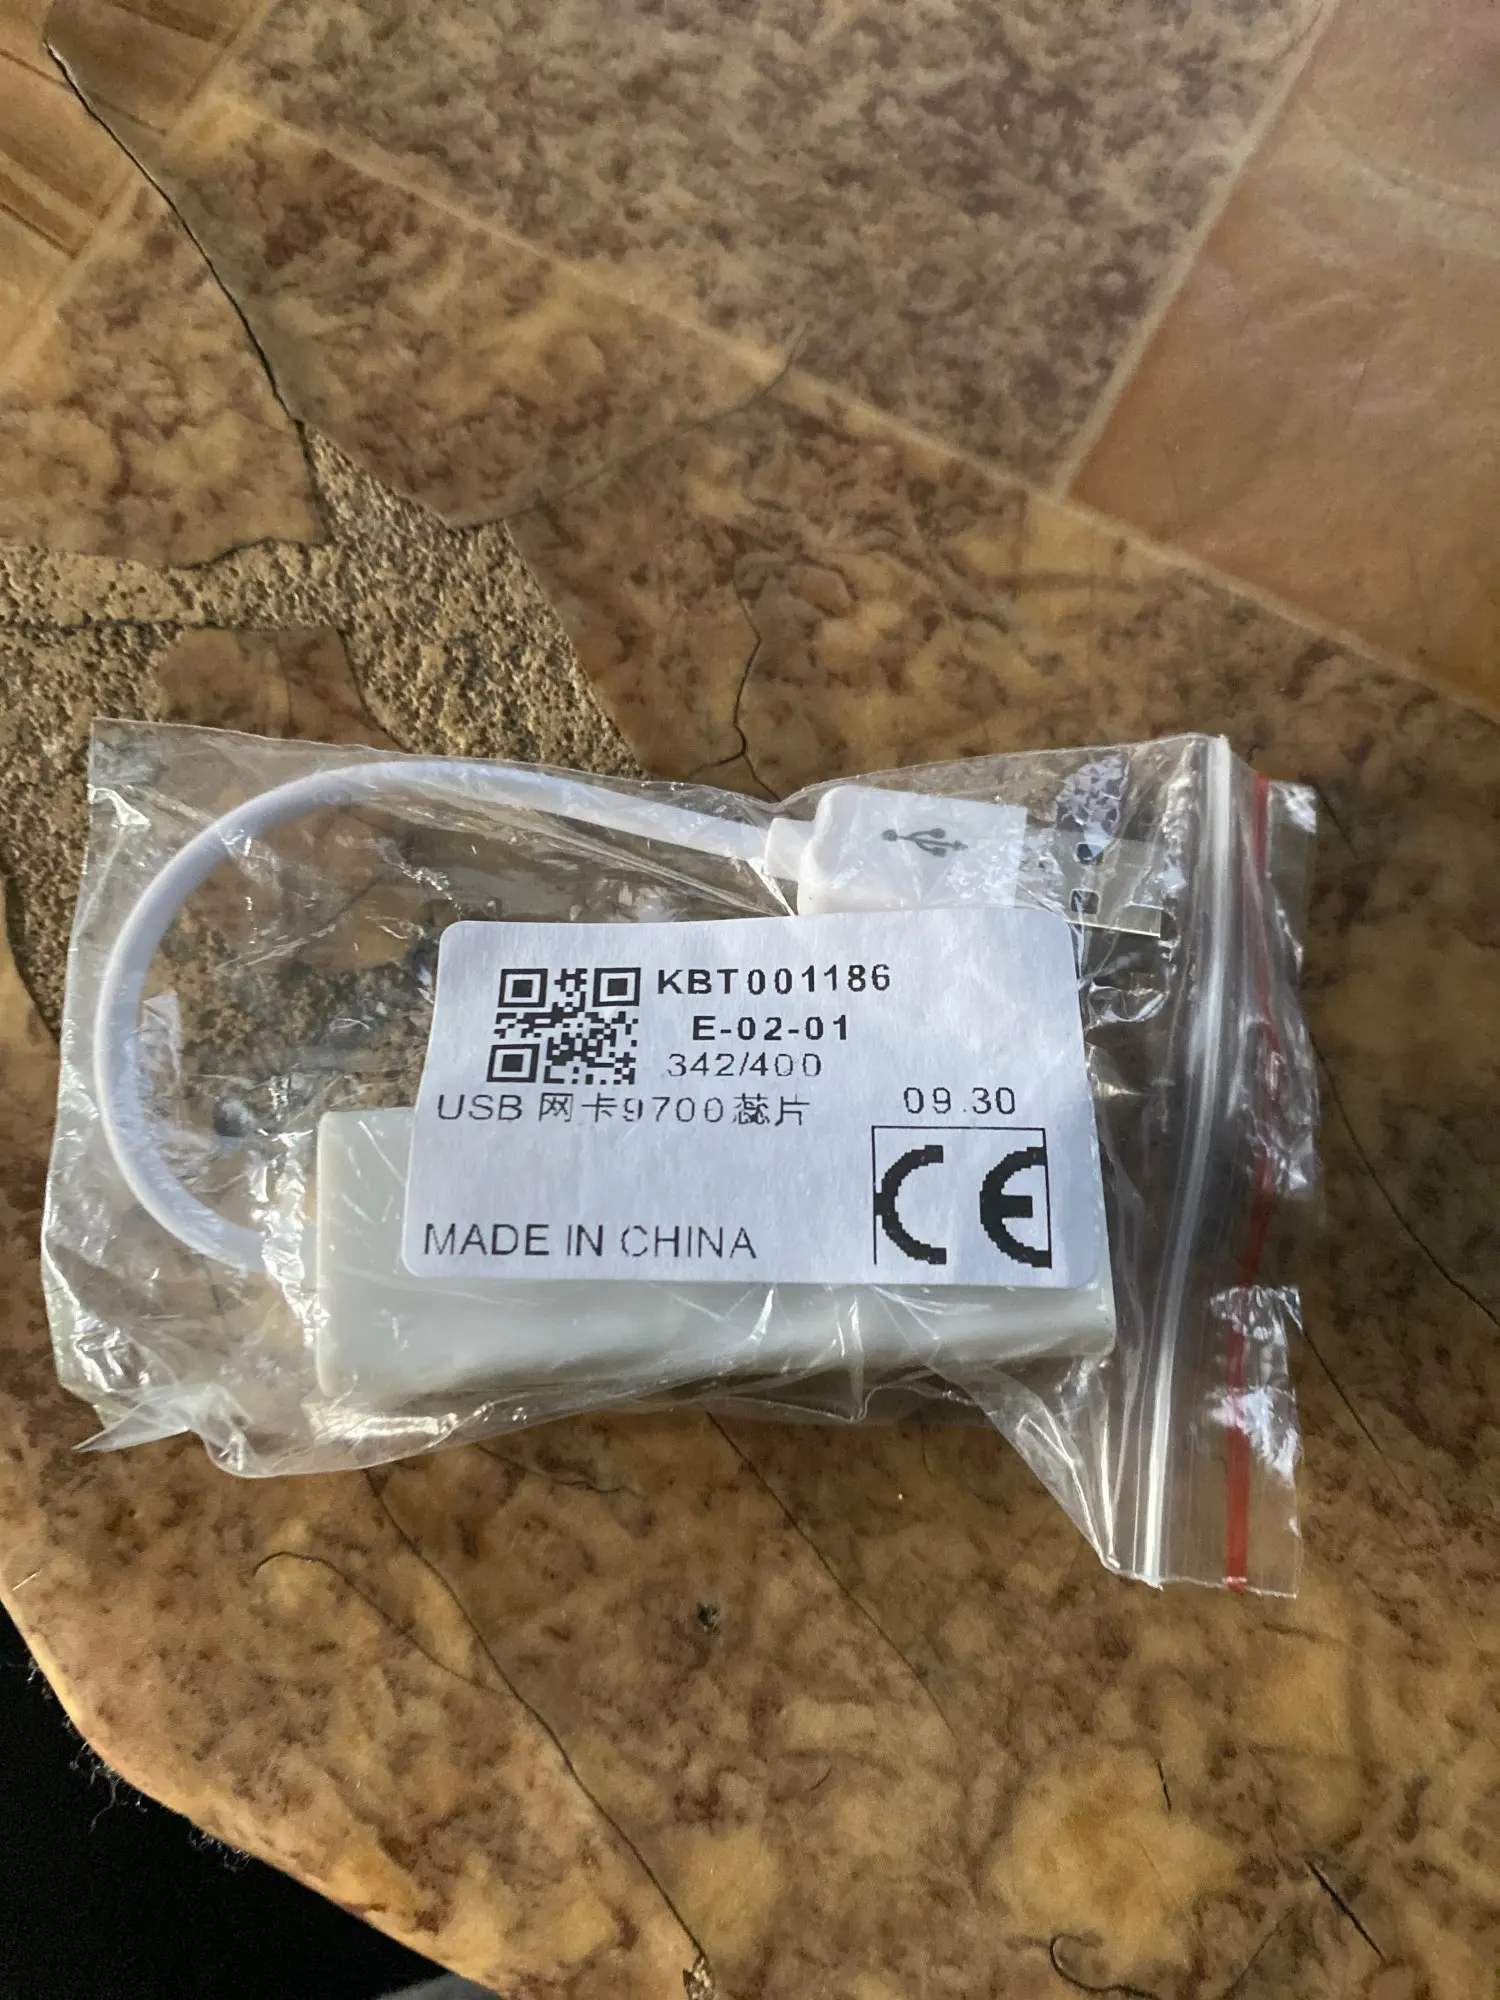 KBT001186
E-02-01
342/400
USB 网卡9700蕊片
09.30
CE
MADE IN CHINA